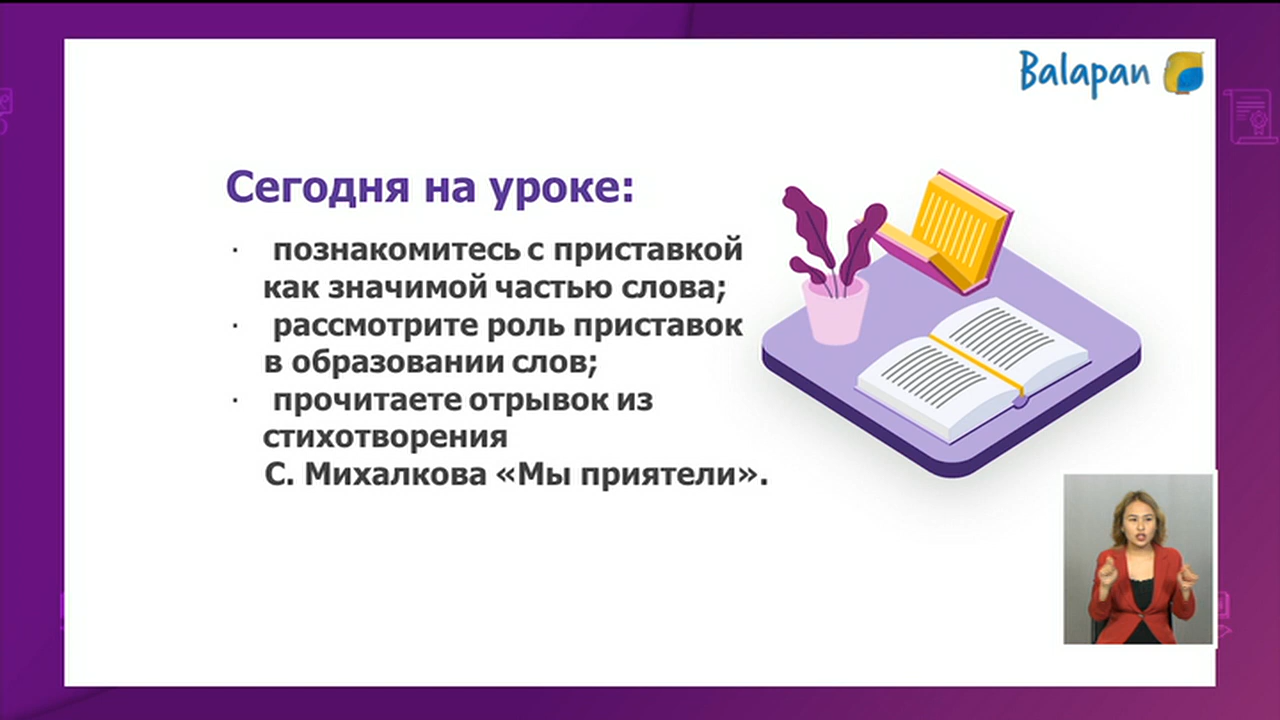 Balapan
Сегодня на уроке:
· познакомитесь с приставкой
как значимой частью слова;
· рассмотрите роль приставок
в образовании слов;
· прочитаете отрывок из
стихотворения
С. Михалкова «Мы приятели».